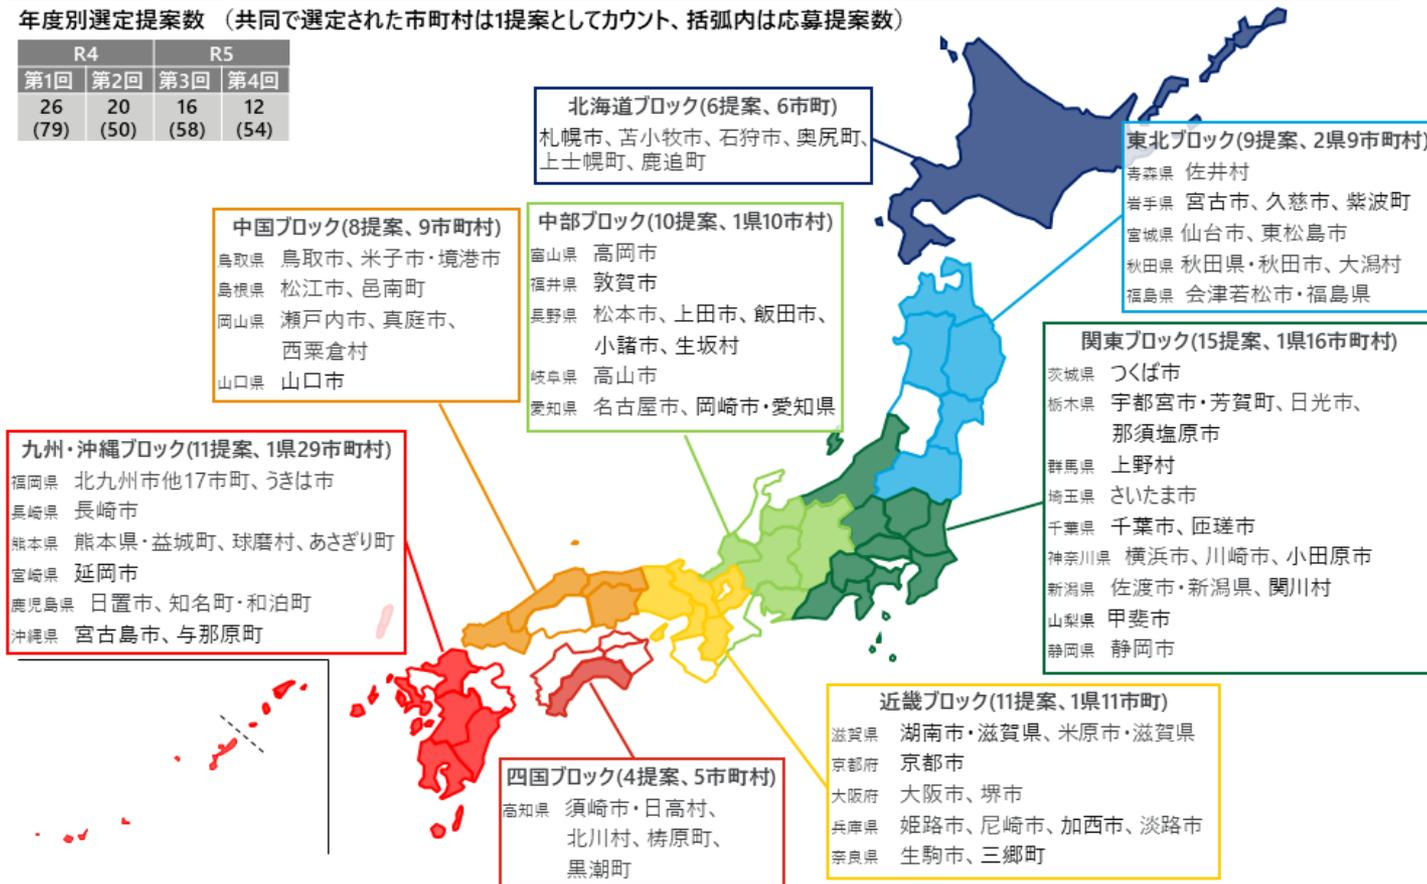 年度別選定提案数 （共同で選定された市町村は1提案としてカウント、括弧内は応募提案数）
R4 R5
第1回 第2回 第3回 第4回
26 20 16 12
(79) (50) (58) (54)
北海道ブロック(6提案、6市町)
札幌市、苫小牧市、石狩市、奥尻町、
上士幌町、鹿追町
東北ブロック(9提案、2県9市町村)
青森県 佐井村
岩手県 宮古市、久慈市、紫波町
宮城県 仙台市、東松島市
秋田県 秋田県・秋田市、大潟村
福島県 会津若松市・福島県
中国ブロック(8提案、9市町村)
鳥取県 鳥取市、米子市・境港市
島根県 松江市、邑南町
岡山県 瀬戸内市、真庭市、
西粟倉村
山口県 山口市
中部ブロック(10提案、1県10市村)
富山県 高岡市
福井県 敦賀市
長野県 松本市、上田市、飯田市、
小諸市、生坂村
岐阜県 高山市
愛知県 名古屋市、岡崎市・愛知県
関東ブロック(15提案、1県16市町村)
茨城県 つくば市
栃木県 宇都宮市・芳賀町、日光市、
那須塩原市
群馬県 上野村
埼玉県 さいたま市
千葉県 千葉市、匝瑳市
神奈川県 横浜市、川崎市、小田原市
新潟県 佐渡市・新潟県、関川村
山梨県 甲斐市
静岡県 静岡市
九州・沖縄ブロック(11提案、1県29市町村)
福岡県 北九州市他17市町、うきは市
長崎県 長崎市
熊本県 熊本県・益城町、球磨村、あさぎり町
宮崎県 延岡市
鹿児島県 日置市、知名町・和泊町
沖縄県 宮古島市、与那原町
四国ブロック(4提案、5市町村)
高知県 須崎市・日高村、
北川村、梼原町、
黒潮町
近畿ブロック(11提案、1県11市町)
滋賀県 湖南市・滋賀県、米原市・滋賀県
京都府 京都市
大阪府 大阪市、堺市
兵庫県 姫路市、尼崎市、加西市、淡路市
奈良県 生駒市、三郷町